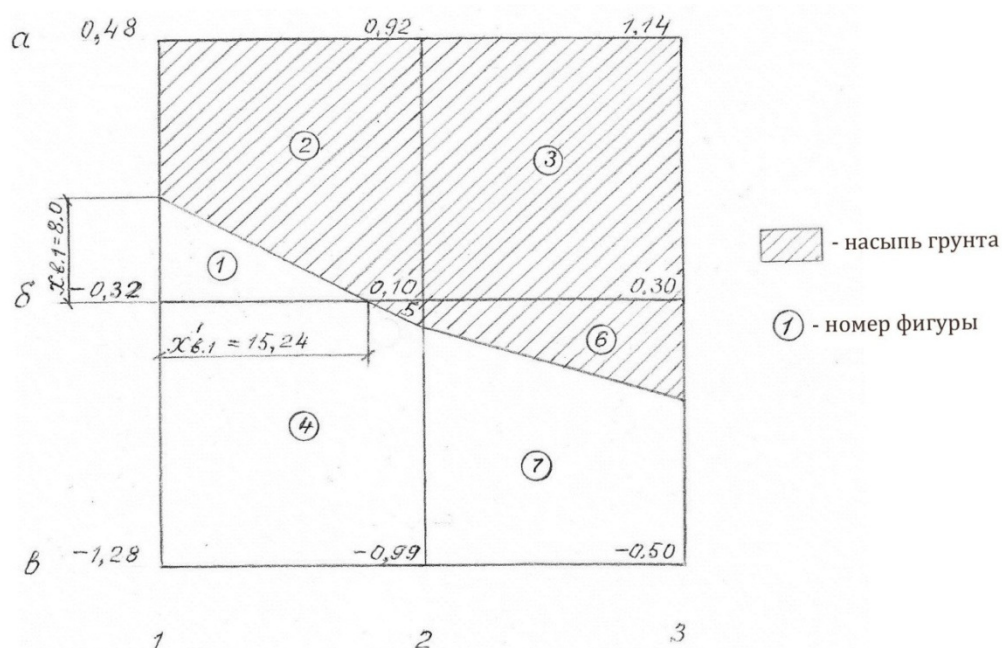 а 0,48 0,92 1,14
2
3
xв.1=8.0
- насыпь грунта
1
б -0,32 0,10 0,30
5
1 - номер фигуры
x'в.1 = 15,24
6
4
7
в -1,28 -0,99 -0.50
1 2 3